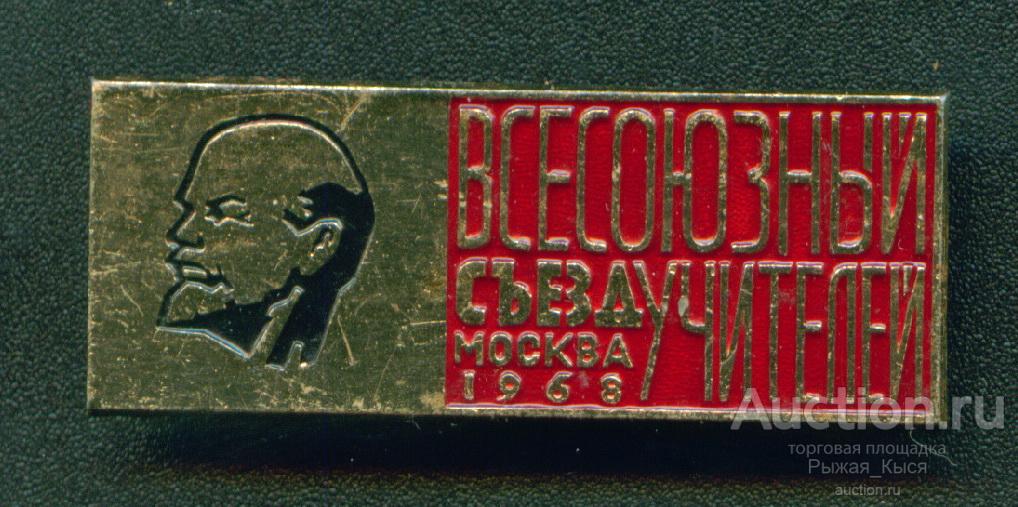 ВСЕСОЮЗНЫЙ
СЪЕЗД УЧИТЕЛЕЙ
МОСКВА
1968
Auction.ru
торговая площадка
Рыжая_Кыся
auction.ru